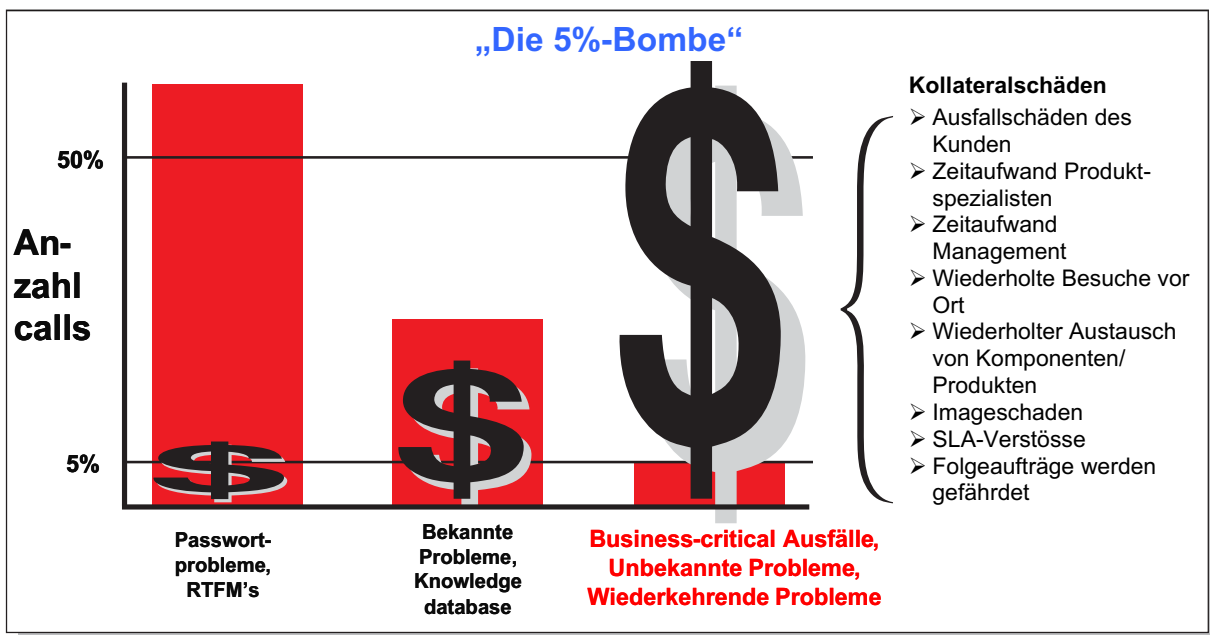 „Die 5%-Bombe“
50%
5%
An-
zahl
calls
Passwort-
probleme,
RTFM's
Bekannte
Probleme,
Knowledge
database
Business-critical Ausfälle,
Unbekannte Probleme,
Wiederkehrende Probleme
$
$
$
Kollateralschäden
➢ Ausfallschäden des
Kunden
➢ Zeitaufwand Produkt-
spezialisten
➢ Zeitaufwand
Management
➢ Wiederholte Besuche vor
Ort
➢ Wiederholter Austausch
von Komponenten/
Produkten
➢ Imageschaden
➢ SLA-Verstösse
➢ Folgeaufträge werden
gefährdet